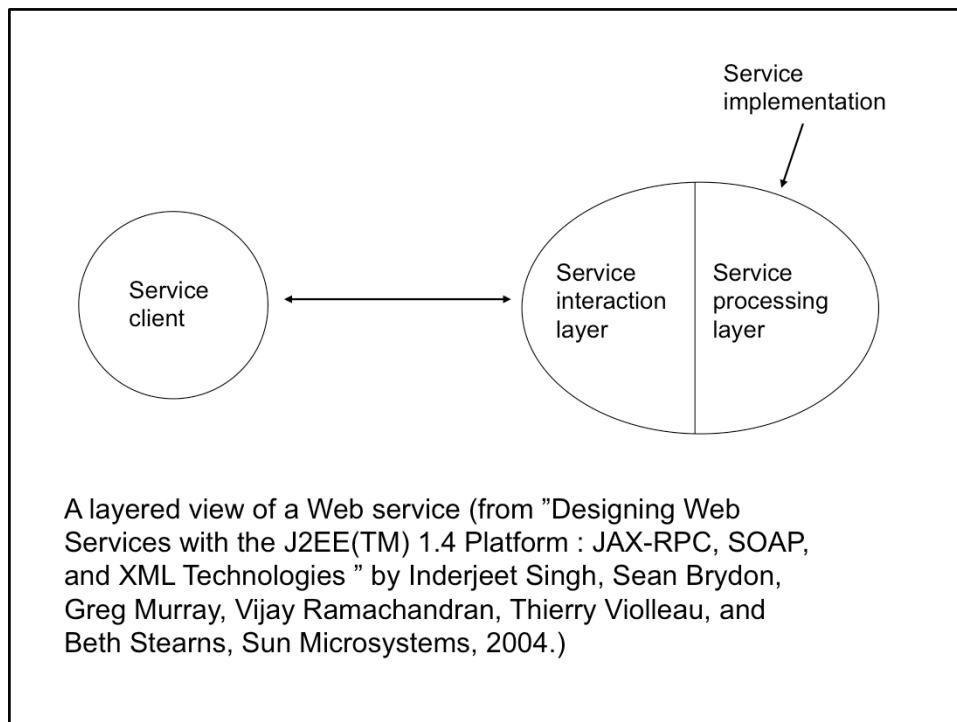 Service
implementation
Service
client
Service
interaction
layer
Service
processing
layer
A layered view of a Web service (from ”Designing Web
Services with the J2EE(TM) 1.4 Platform : JAX-RPC, SOAP,
and XML Technologies ” by Inderjeet Singh, Sean Brydon,
Greg Murray, Vijay Ramachandran, Thierry Violleau, and
Beth Stearns, Sun Microsystems, 2004.)